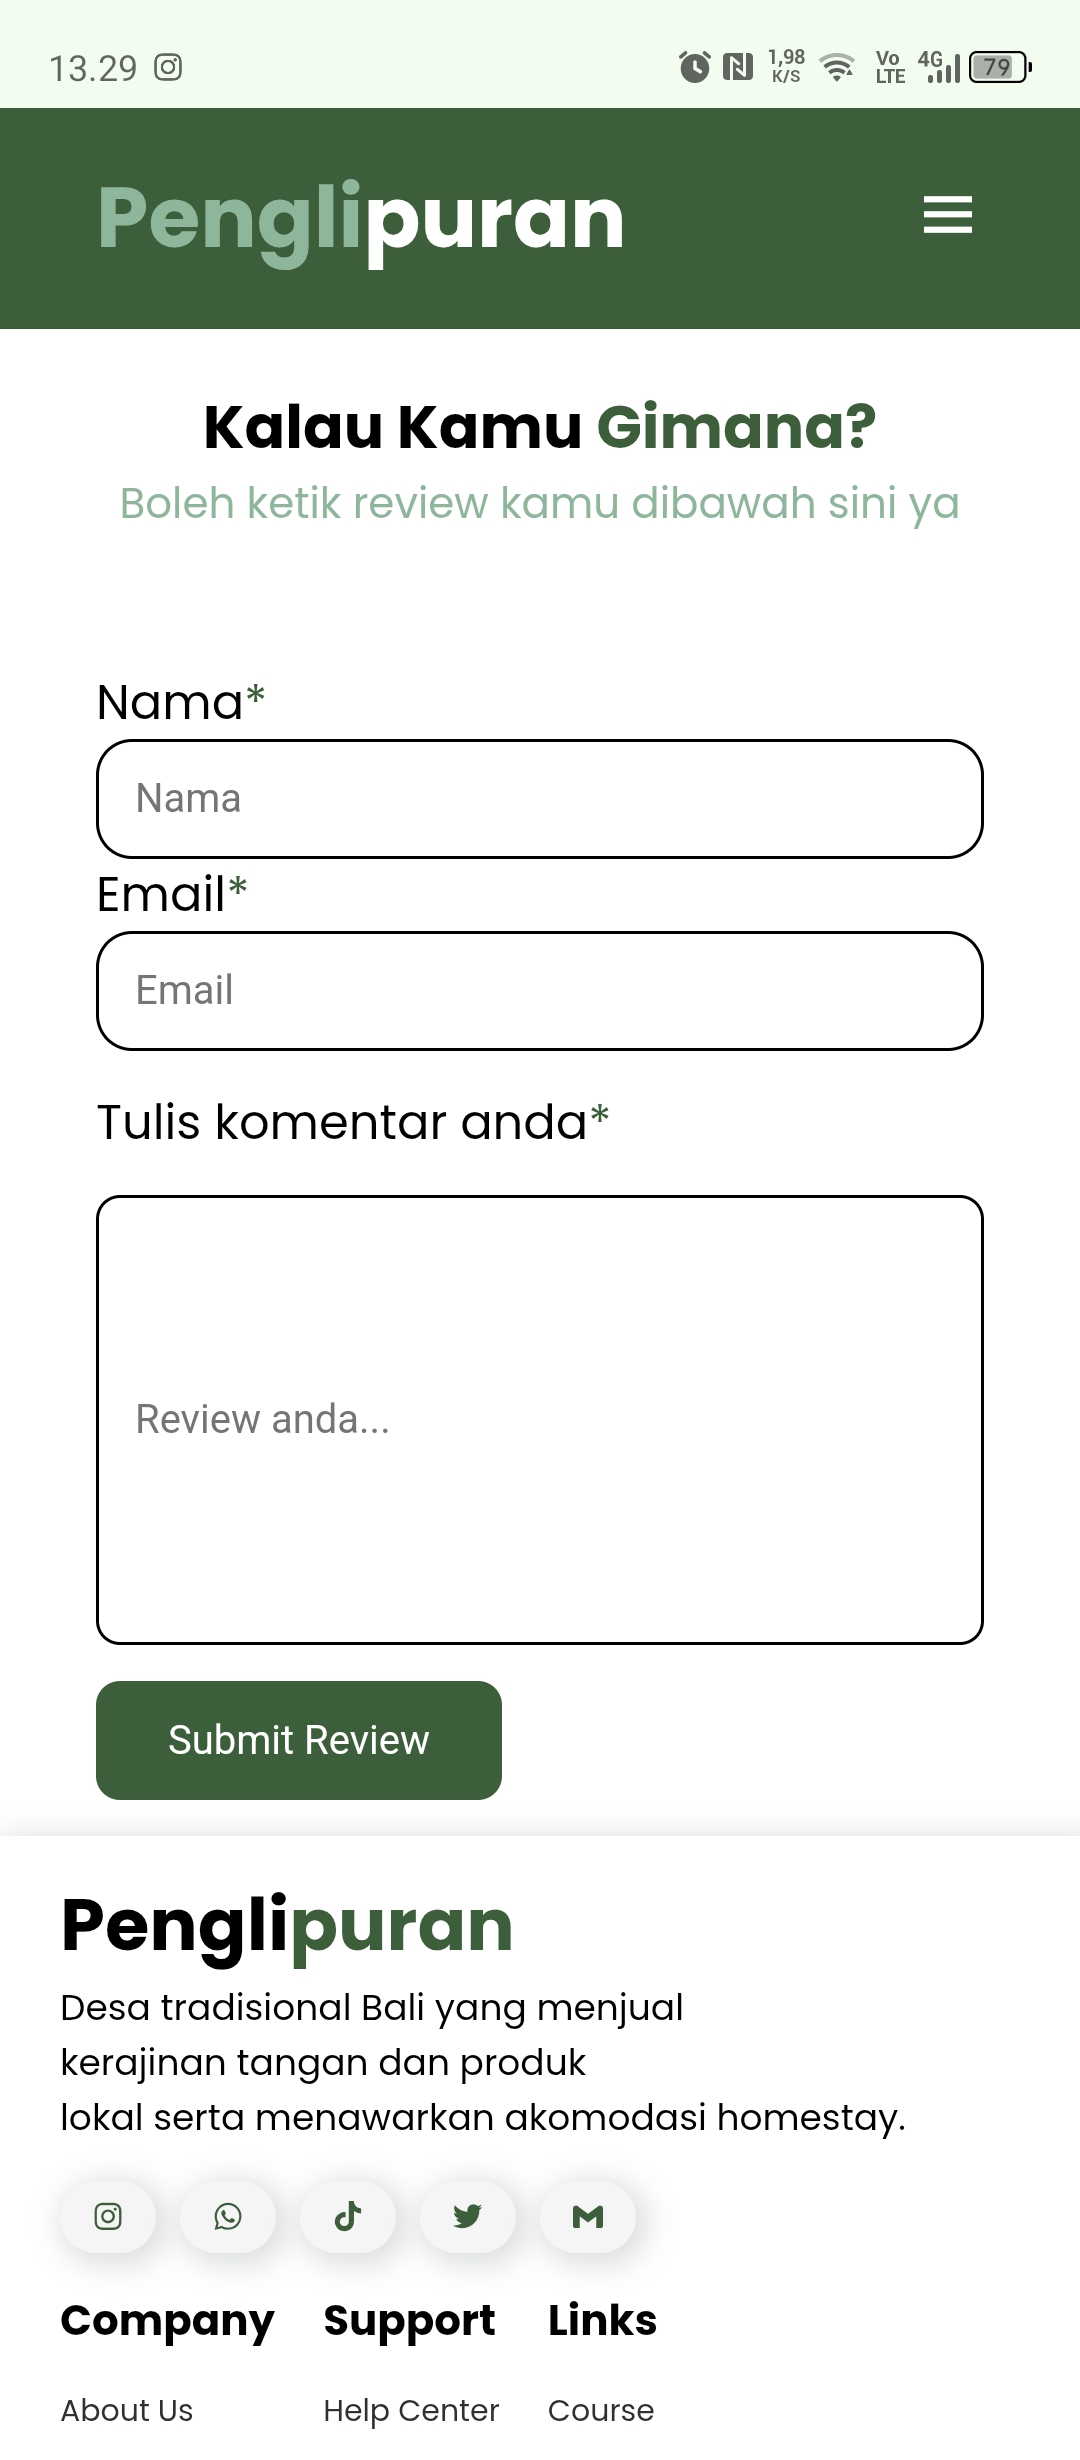 13.29
1,98 K/S Vo LTE 4G 79
Penglipuran
Kalau Kamu Gimana?
Boleh ketik review kamu dibawah sini ya
Nama*
Nama
Email*
Email
Tulis komentar anda*
Review anda...
Submit Review
Penglipuran
Desa tradisional Bali yang menjual
kerajinan tangan dan produk
lokal serta menawarkan akomodasi homestay.
Company Support Links
About Us Help Center Course